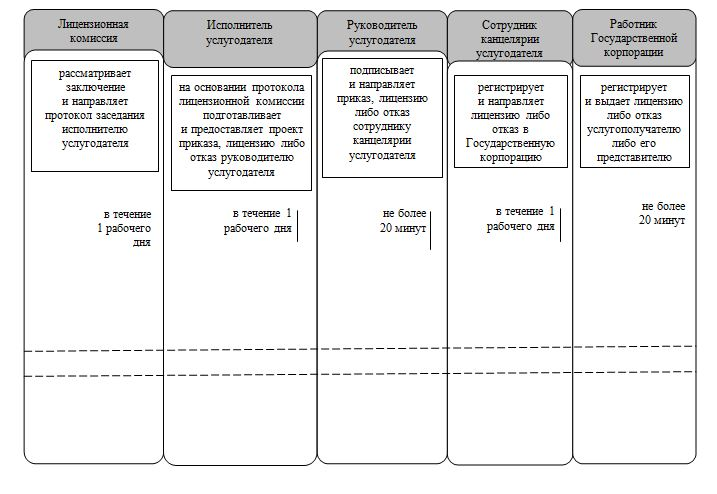 Лицензионная
комиссия
рассматривает
заключение
и направляет
протокол заседания
исполнителю
услугодателя
в течение
1 рабочего
дня
Исполнитель
услугодателя
на основании протокола
лицензионной комиссии
подготавливает
и предоставляет проект
приказа, лицензию либо
отказ руководителю
услугодателя
в течение 1
рабочего дня
Руководитель
услугодателя
подписывает
и направляет
приказ, лицензию
либо отказ
сотруднику
канцелярии
услугодателя
не более
20 минут
Сотрудник
канцелярии
услугодателя
регистрирует
и направляет
лицензию либо
отказ в
Государственную
корпорацию
в течение 1
рабочего дня
Работник
Государственной
корпорации
регистрирует
и выдает лицензию
либо отказ
услугополучателю
либо его
представителю
не более
20 минут